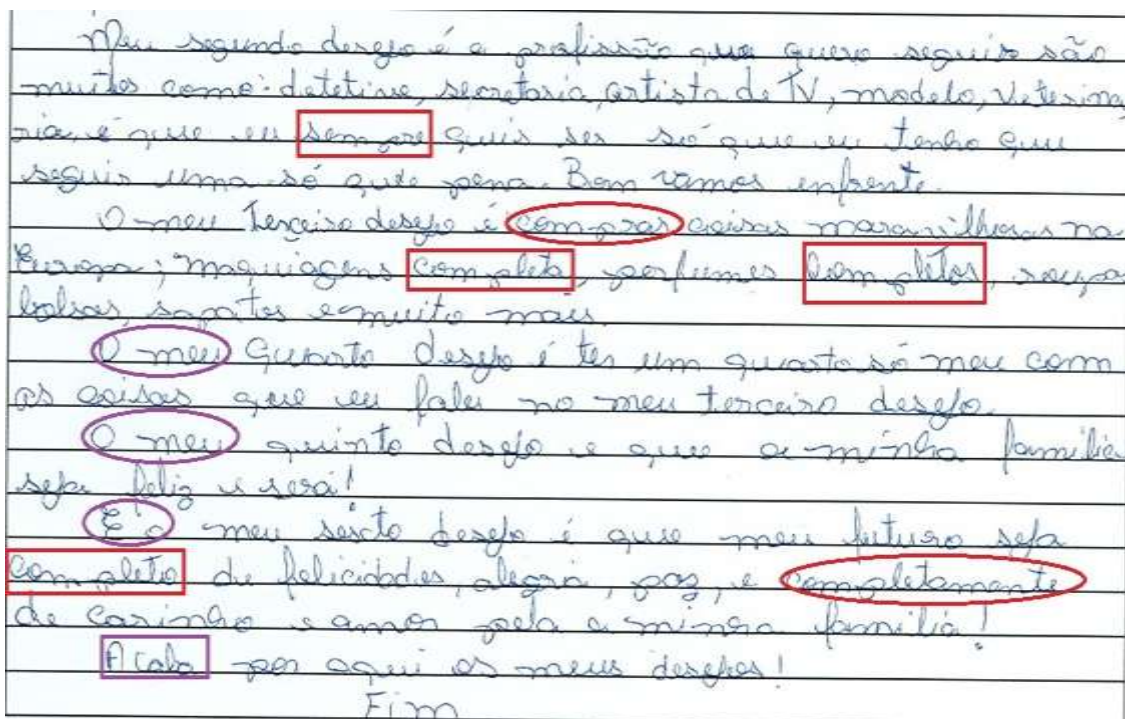 Meu segundo desejo é a profissão que quero seguir são
muitos como: detetive, secretaria, artista de TV, modelo, Veterina
ria, é que eu sempre quis ser só que eu tenho que
seguir uma só que pena. Bom vamos enfrente.
O meu terceiro desejo é comprar coisas maravilhosas na
Europa; maquiagens completa, perfumes completos, roupa
bolsas, sapatos e muito mais.
O meu quarto desejo é ter um quarto só meu com
as coisas que eu falei no meu terceiro desejo.
O meu quinto desejo e que a minha familia
seja feliz e será!
E o meu sexto desejo é que meu futuro seja
completo de felicidades, alegria, paz, e completamante
de carinho e amor pela a minha família!
Acaba por aqui os meus desejos!
Fim